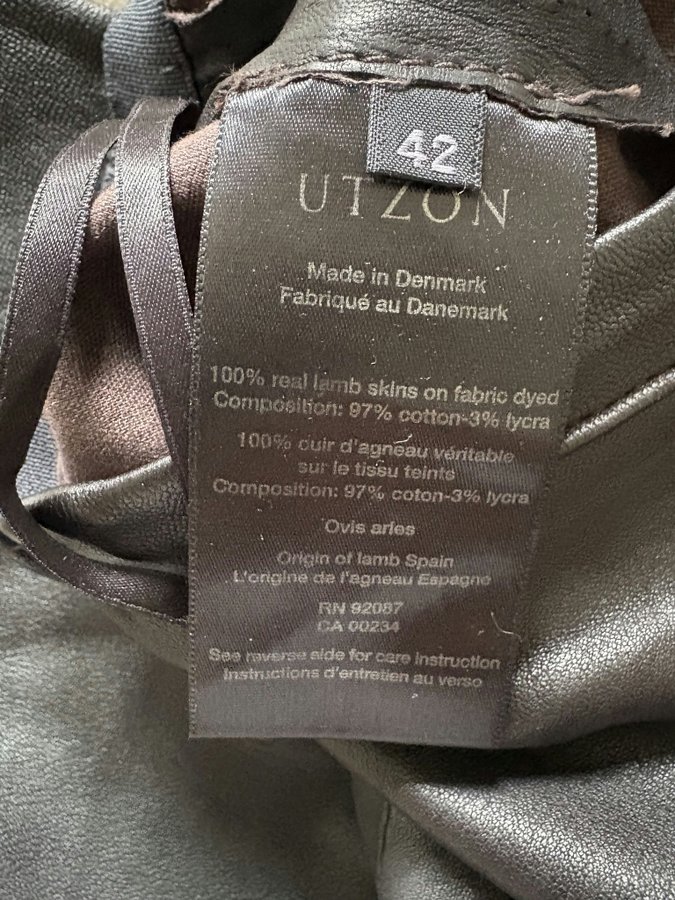 42
UTZON
Made in Denmark
Fabriqué au Danemark
100% real lamb skins on fabric dyed
Composition: 97% cotton-3% lycra
100% cuir d'agneau véritable
sur le tissu teints
Composition: 97% coton-3% lycra
Ovis aries
Origin of lamb Spain
L'origine de l'agneau Espagne
RN 92087
CA 00234
See reverse side for care instruction
Instructions d'entretien au verso